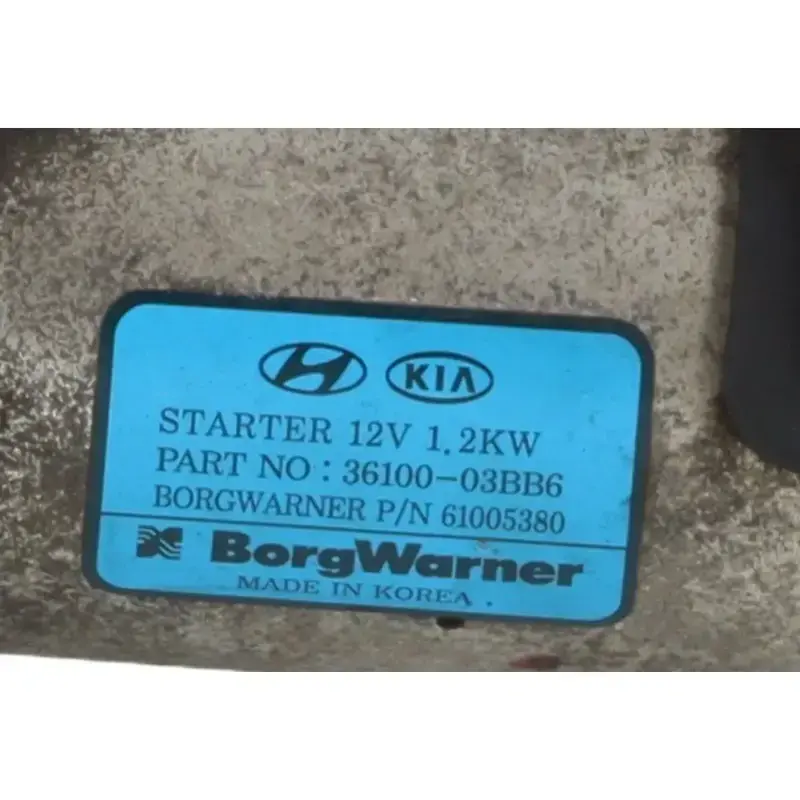 KIA
STARTER 12V 1.2KW
PART NO : 36100-03BB6
BORGWARNER P/N 61005380
BorgWarner
MADE IN KOREA .